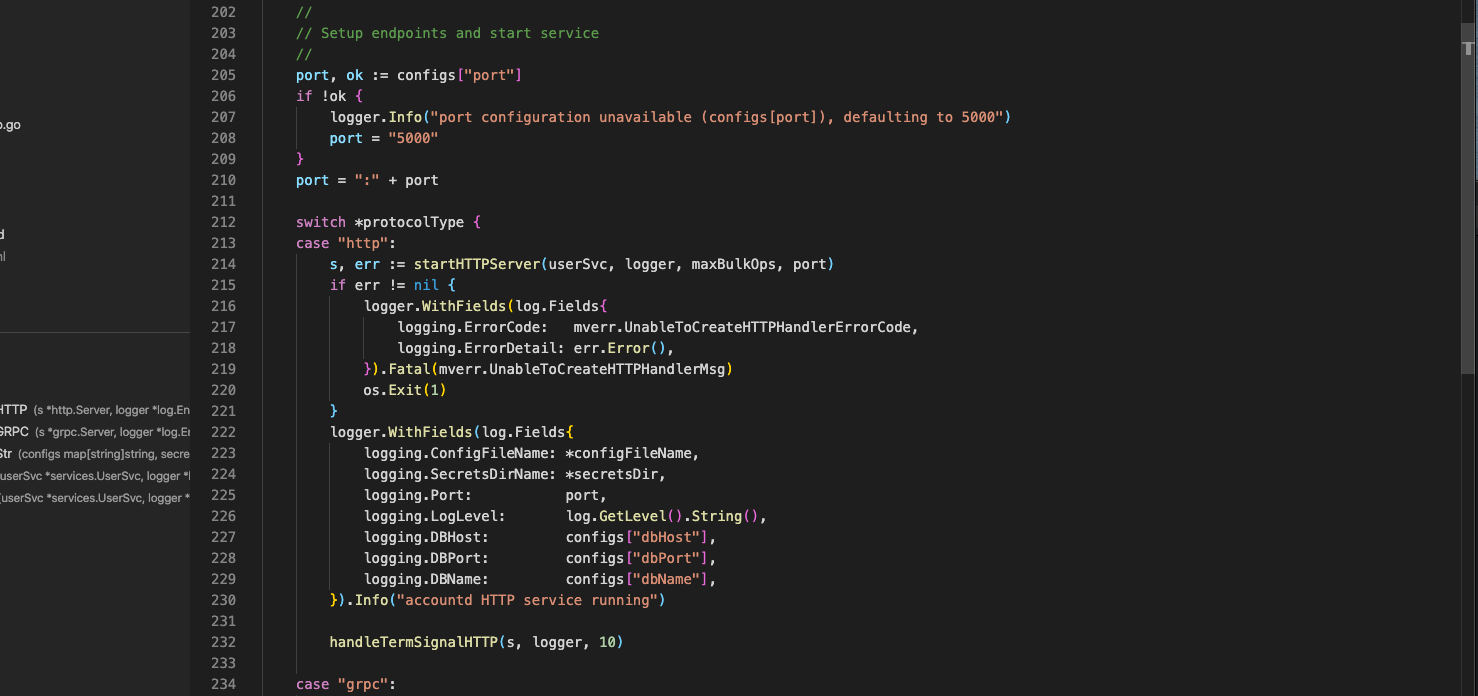 o.go
d
ml
HTTP (s *http.Server, logger *log.En
GRPC (s *grpc.Server, logger *log.En
Str (configs map[string]string, secre
userSvc *services.UserSvc, logger *l
(userSvc *services.UserSvc, logger *
202 //
203 // Setup endpoints and start service
204 //
205 port, ok := configs["port"]
206 if !ok {
207 logger.Info("port configuration unavailable (configs[port]), defaulting to 5000")
208 port = "5000"
209 }
210 port = ":" + port
211
212 switch *protocolType {
213 case "http":
214 s, err := startHTTPServer(userSvc, logger, maxBulkOps, port)
215 if err != nil {
216 logger.WithFields(log.Fields{
217 logging.ErrorCode:   mverr.UnableToCreateHTTPHandlerErrorCode,
218 logging.ErrorDetail: err.Error(),
219 }).Fatal(mverr.UnableToCreateHTTPHandlerMsg)
220 os.Exit(1)
221 }
222 logger.WithFields(log.Fields{
223 logging.ConfigFileName: *configFileName,
224 logging.SecretsDirName: *secretsDir,
225 logging.Port:           port,
226 logging.LogLevel:       log.GetLevel().String(),
227 logging.DBHost:         configs["dbHost"],
228 logging.DBPort:         configs["dbPort"],
229 logging.DBName:         configs["dbName"],
230 }).Info("accountd HTTP service running")
231
232 handleTermSignalHTTP(s, logger, 10)
233
234 case "grpc":